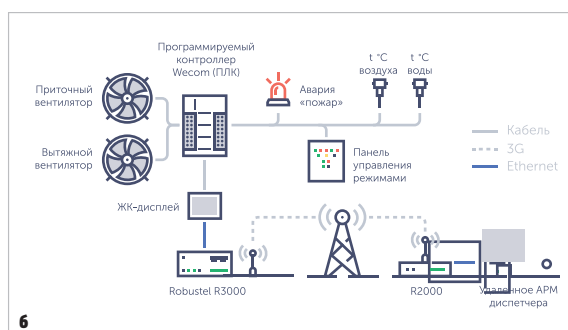 Программируемый
контроллер
Wecom (ПЛК)
t °C
воздуха
t °C
воды
Приточный
вентилятор
Авария
«пожар»
Вытяжной
вентилятор
Панель
управления
режимами
Кабель
3G
Ethernet
ЖК-дисплей
Robustel R3000
R2000
Удаленное АРМ
диспетчера
6